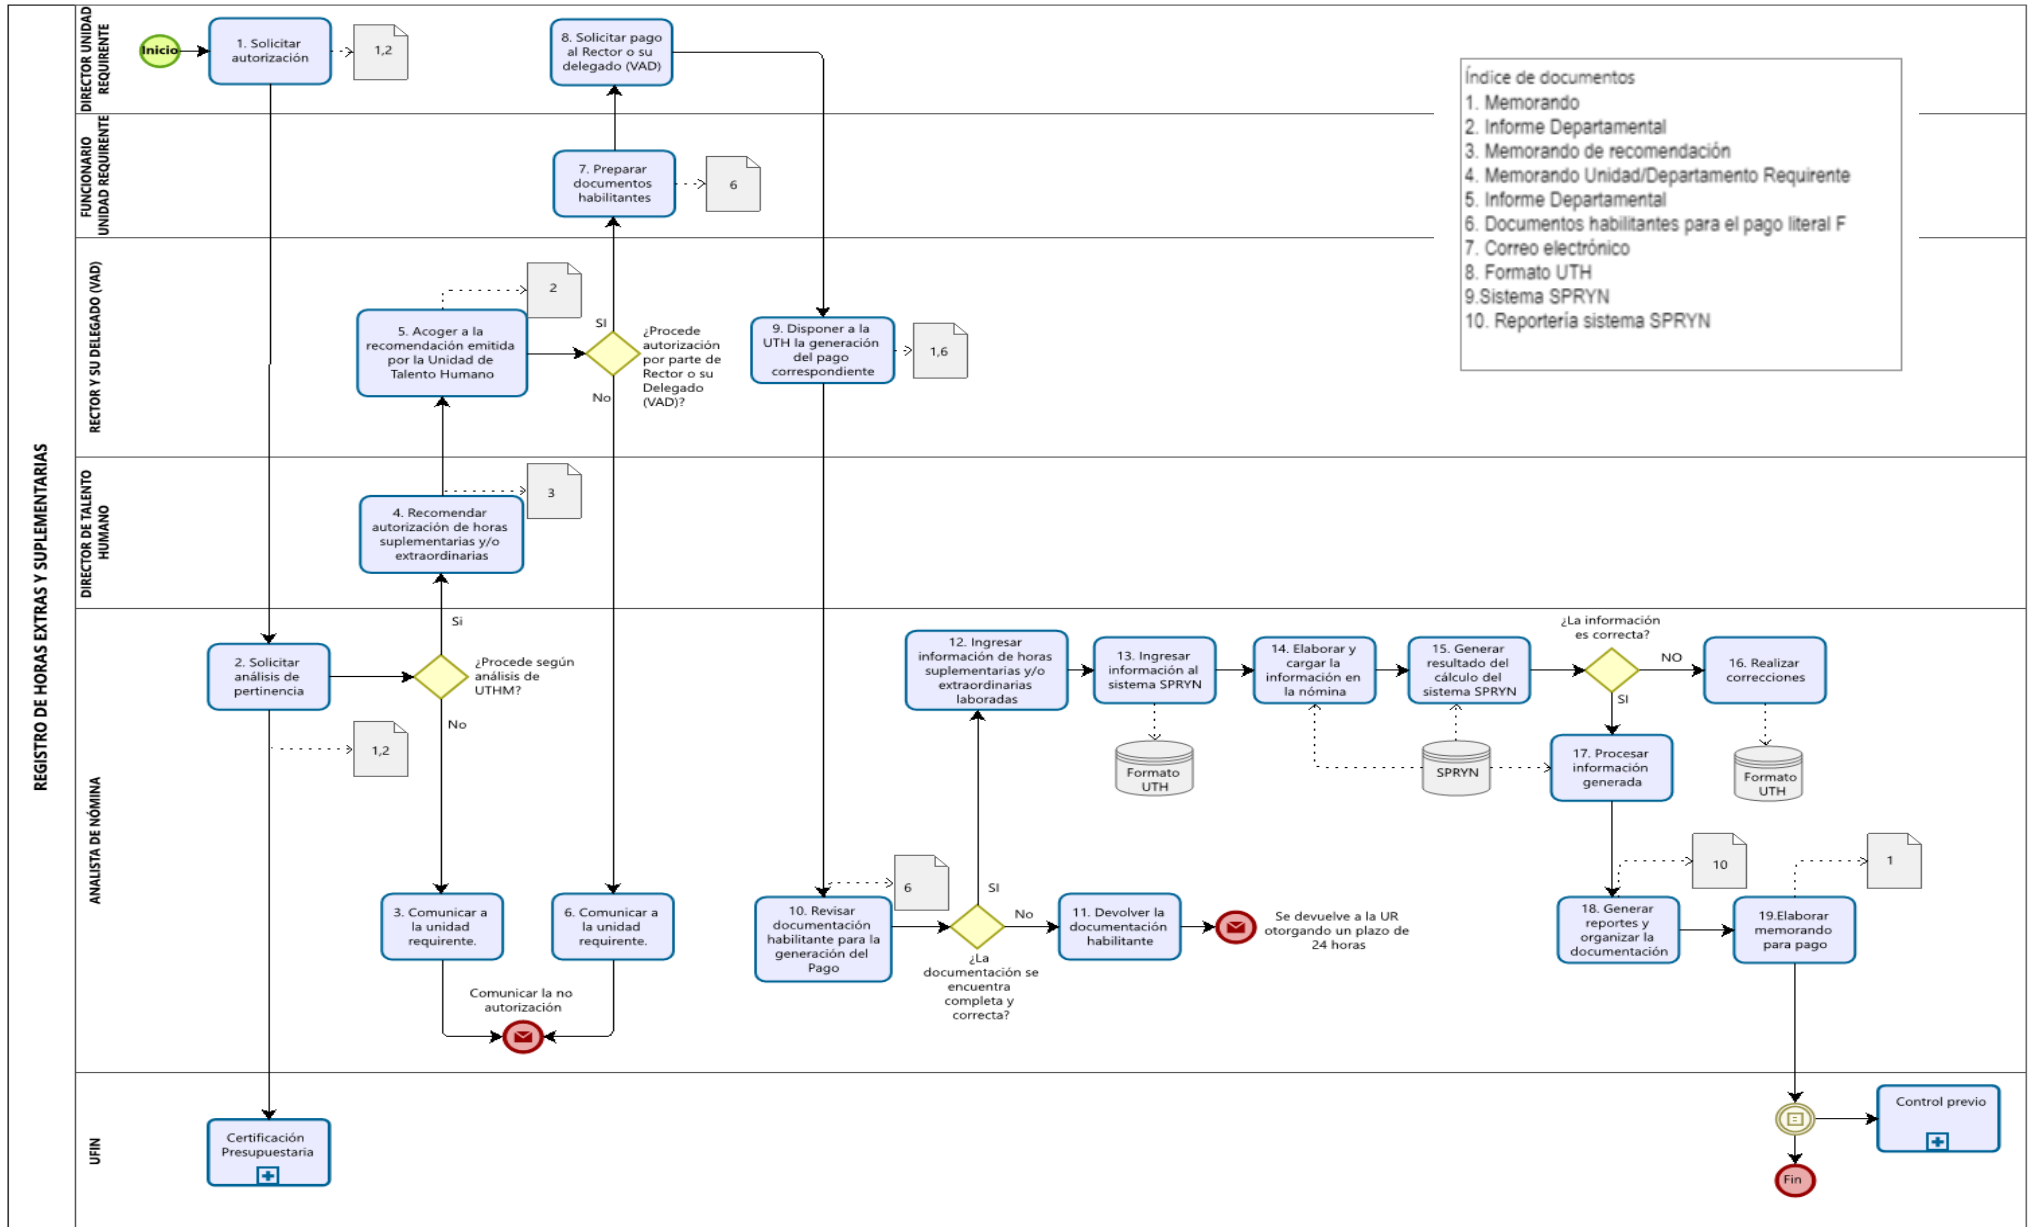 REGISTRO DE HORAS EXTRAS Y SUPLEMENTARIAS
DIRECTOR UNIDAD
REQUIRENTE
Inicio
1. Solicitar
autorización
1,2
8. Solicitar pago
al Rector o su
delegado (VAD)
Índice de documentos
1. Memorando
2. Informe Departamental
3. Memorando de recomendación
4. Memorando Unidad/Departamento Requirente
5. Informe Departamental
6. Documentos habilitantes para el pago literal F
7. Correo electrónico
8. Formato UTH
9.Sistema SPRYN
10. Reportería sistema SPRYN
FUNCIONARIO
UNIDAD REQUIRENTE
7. Preparar
documentos
habilitantes
6
RECTOR Y SU DELEGADO (VAD)
2
5. Acoger a la
recomendación emitida
por la Unidad de
Talento Humano
SI
No
¿Procede
autorización
por parte de
Rector o su
Delegado
(VAD)?
9. Disponer a la
UTH la generación
del pago
correspondiente
1,6
DIRECTOR DE TALENTO
HUMANO
3
4. Recomendar
autorización de horas
suplementarias y/o
extraordinarias
ANALISTA DE NÓMINA
2. Solicitar
análisis de
pertinencia
Si
¿Procede según
análisis de
UTHM?
No
1,2
12. Ingresar
información de horas
suplementarias y/o
extraordinarias
laboradas
13. Ingresar
información al
sistema SPRYN
14. Elaborar y
cargar la
información en
la nómina
15. Generar
resultado del
cálculo del
sistema SPRYN
¿La información
es correcta?
NO
SI
16. Realizar
correcciones
Formato
UTH
SPRYN
17. Procesar
información
generada
Formato
UTH
3. Comunicar a
la unidad
requirente.
6. Comunicar a
la unidad
requirente.
Comunicar la no
autorización
6
10. Revisar
documentación
habilitante para la
generación del
Pago
SI
No
¿La
documentación se
encuentra
completa y
correcta?
11. Devolver la
documentación
habilitante
Se devuelve a la UR
otorgando un plazo de
24 horas
10
1
18. Generar
reportes y
organizar la
documentación
19.Elaborar
memorando
para pago
UFIN
Certificación
Presupuestaria
Control previo
Fin